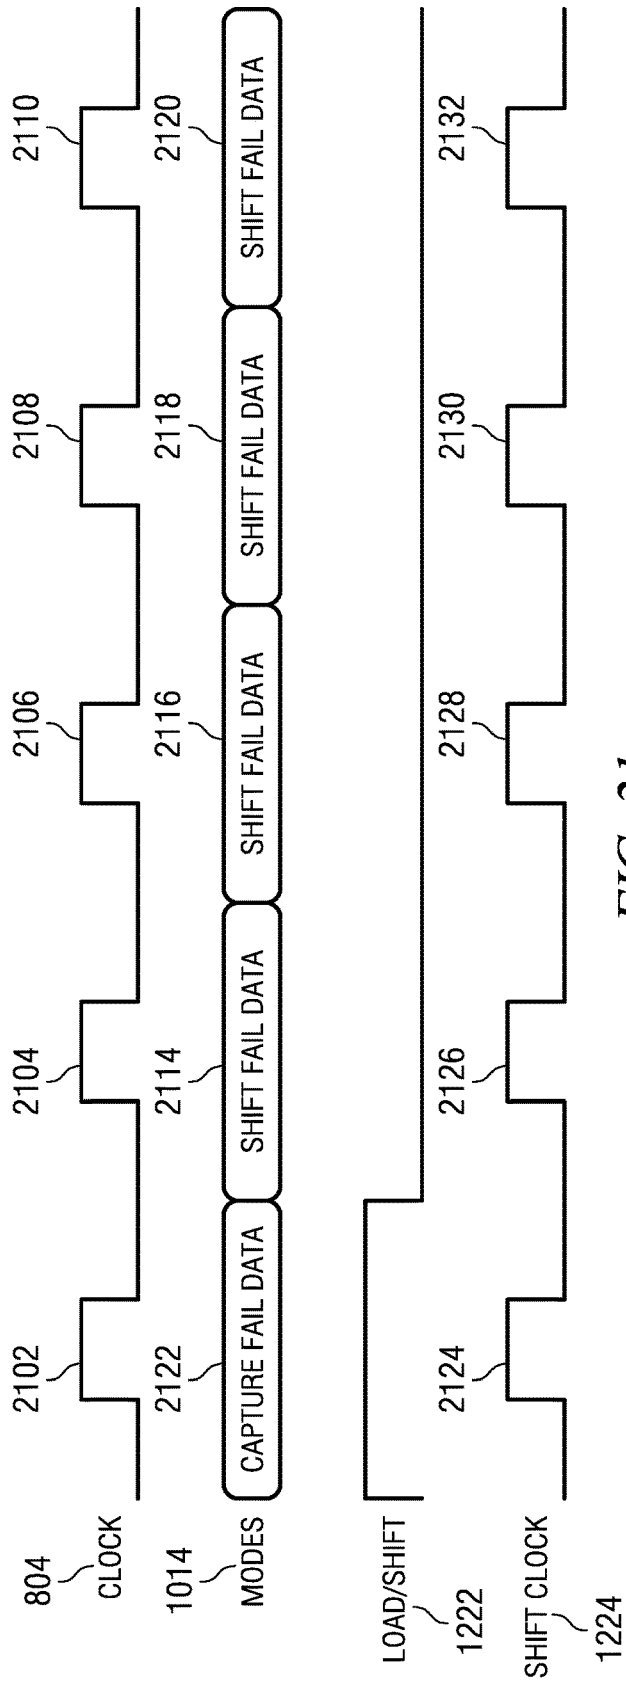 804
2102 2104 2106 2108 2110
CLOCK
1014
2122 2114 2116 2118 2120
MODES
CAPTURE FAIL DATA
SHIFT FAIL DATA
SHIFT FAIL DATA
SHIFT FAIL DATA
SHIFT FAIL DATA
LOAD/SHIFT
1222
2124 2126 2128 2130 2132
SHIFT CLOCK
1224